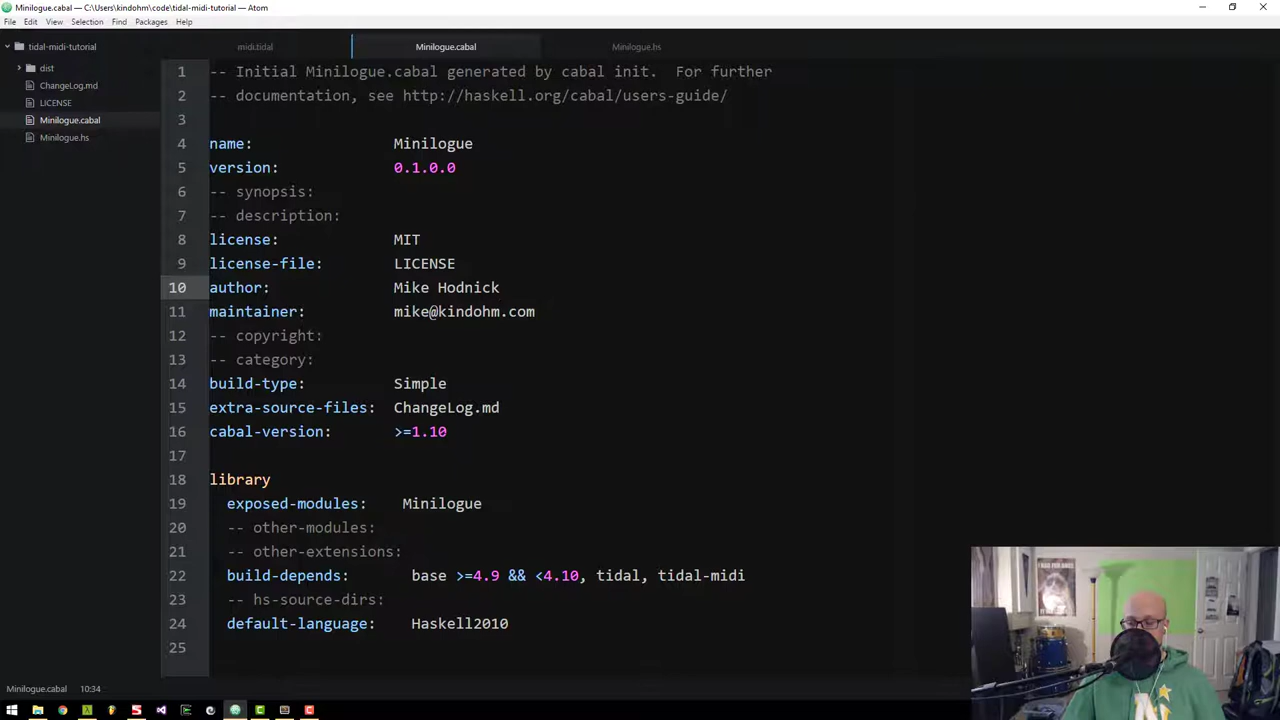 Minilogue.cabal — C:\Users\kindohm\code\tidal-midi-tutorial — Atom
File Edit View Selection Find Packages Help
tidal-midi-tutorial
dist
ChangeLog.md
LICENSE
Minilogue.cabal
Minilogue.hs
midi.tidal Minilogue.cabal Minilogue.hs
1 -- Initial Minilogue.cabal generated by cabal init.  For further
2 -- documentation, see http://haskell.org/cabal/users-guide/
3
4 name: Minilogue
5 version: 0.1.0.0
6 -- synopsis:
7 -- description:
8 license: MIT
9 license-file: LICENSE
10 author: Mike Hodnick
11 maintainer: mike@kindohm.com
12 -- copyright:
13 -- category:
14 build-type: Simple
15 extra-source-files: ChangeLog.md
16 cabal-version: >=1.10
17
18 library
19 exposed-modules: Minilogue
20 -- other-modules:
21 -- other-extensions:
22 build-depends: base >=4.9 && <4.10, tidal, tidal-midi
23 -- hs-source-dirs:
24 default-language: Haskell2010
25
Minilogue.cabal 10:34